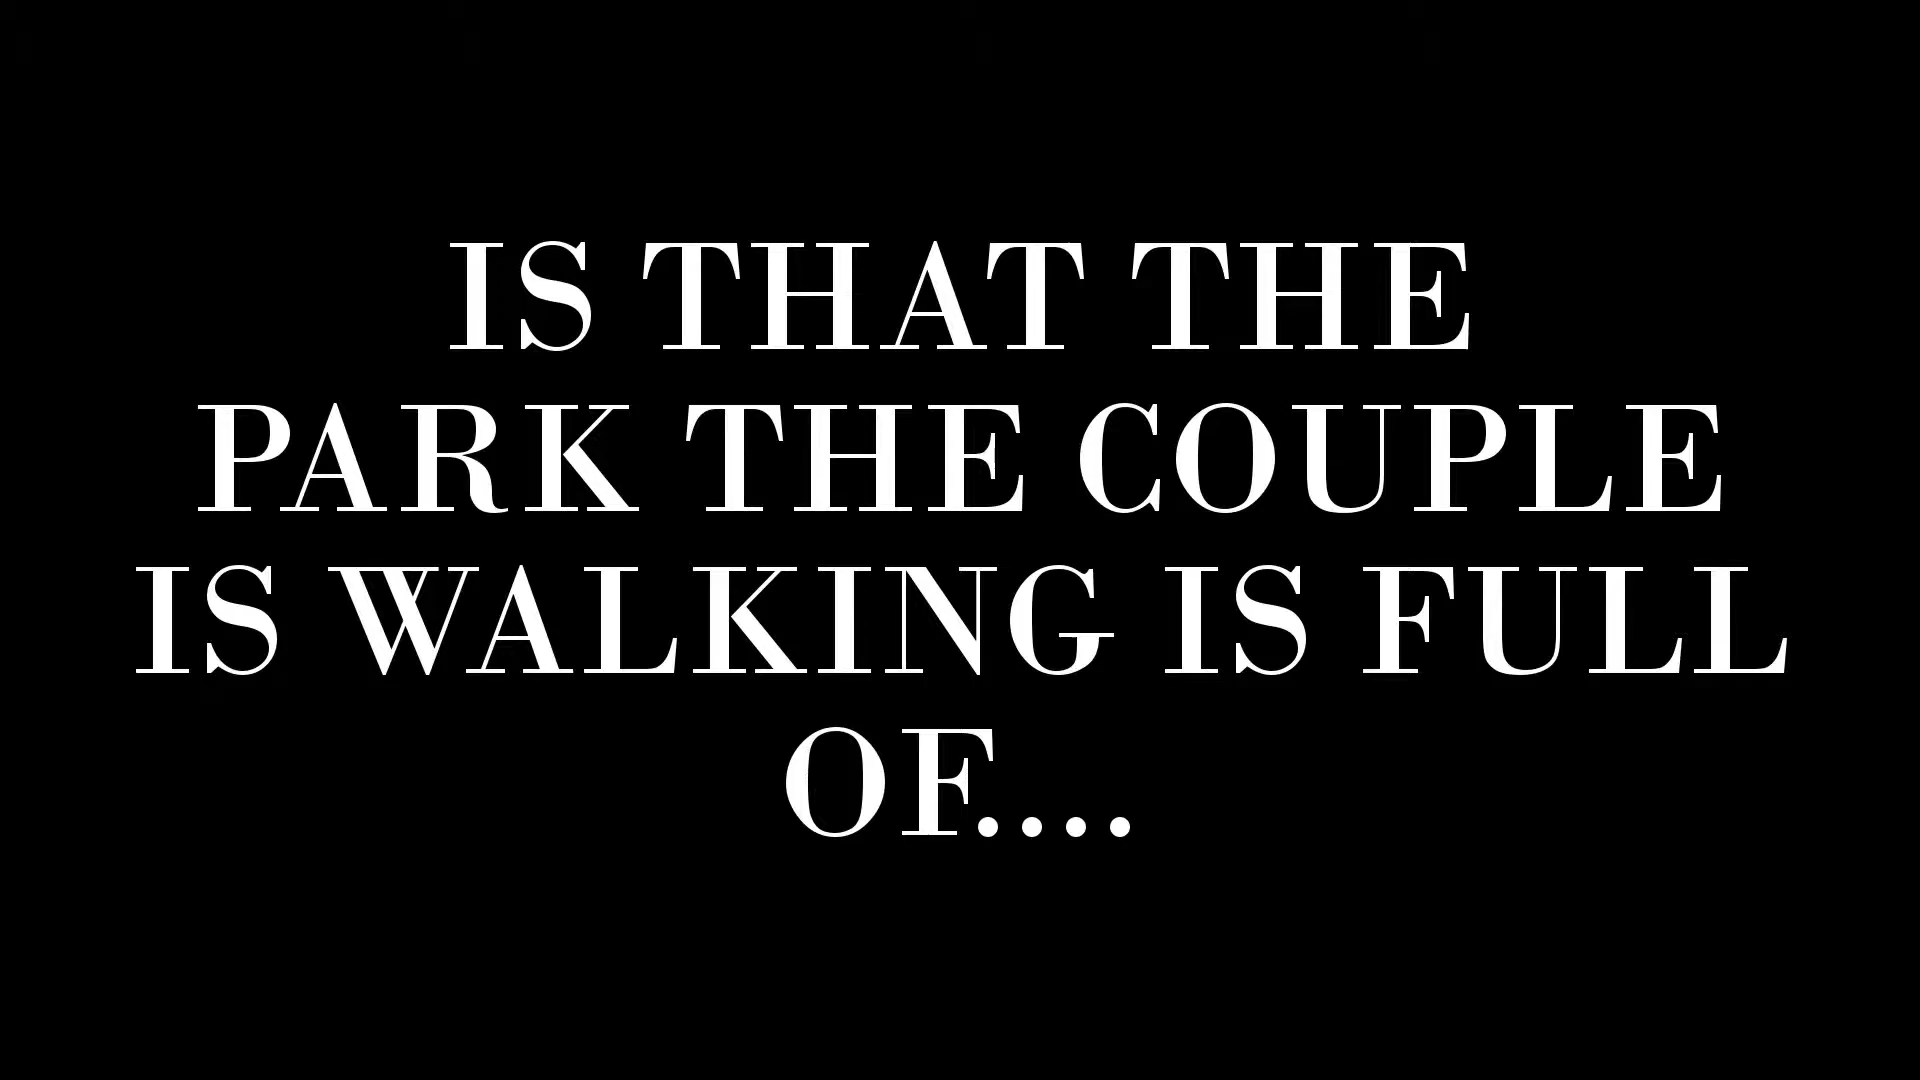 IS THAT THE
PARK THE COUPLE
IS WALKING IS FULL
OF....